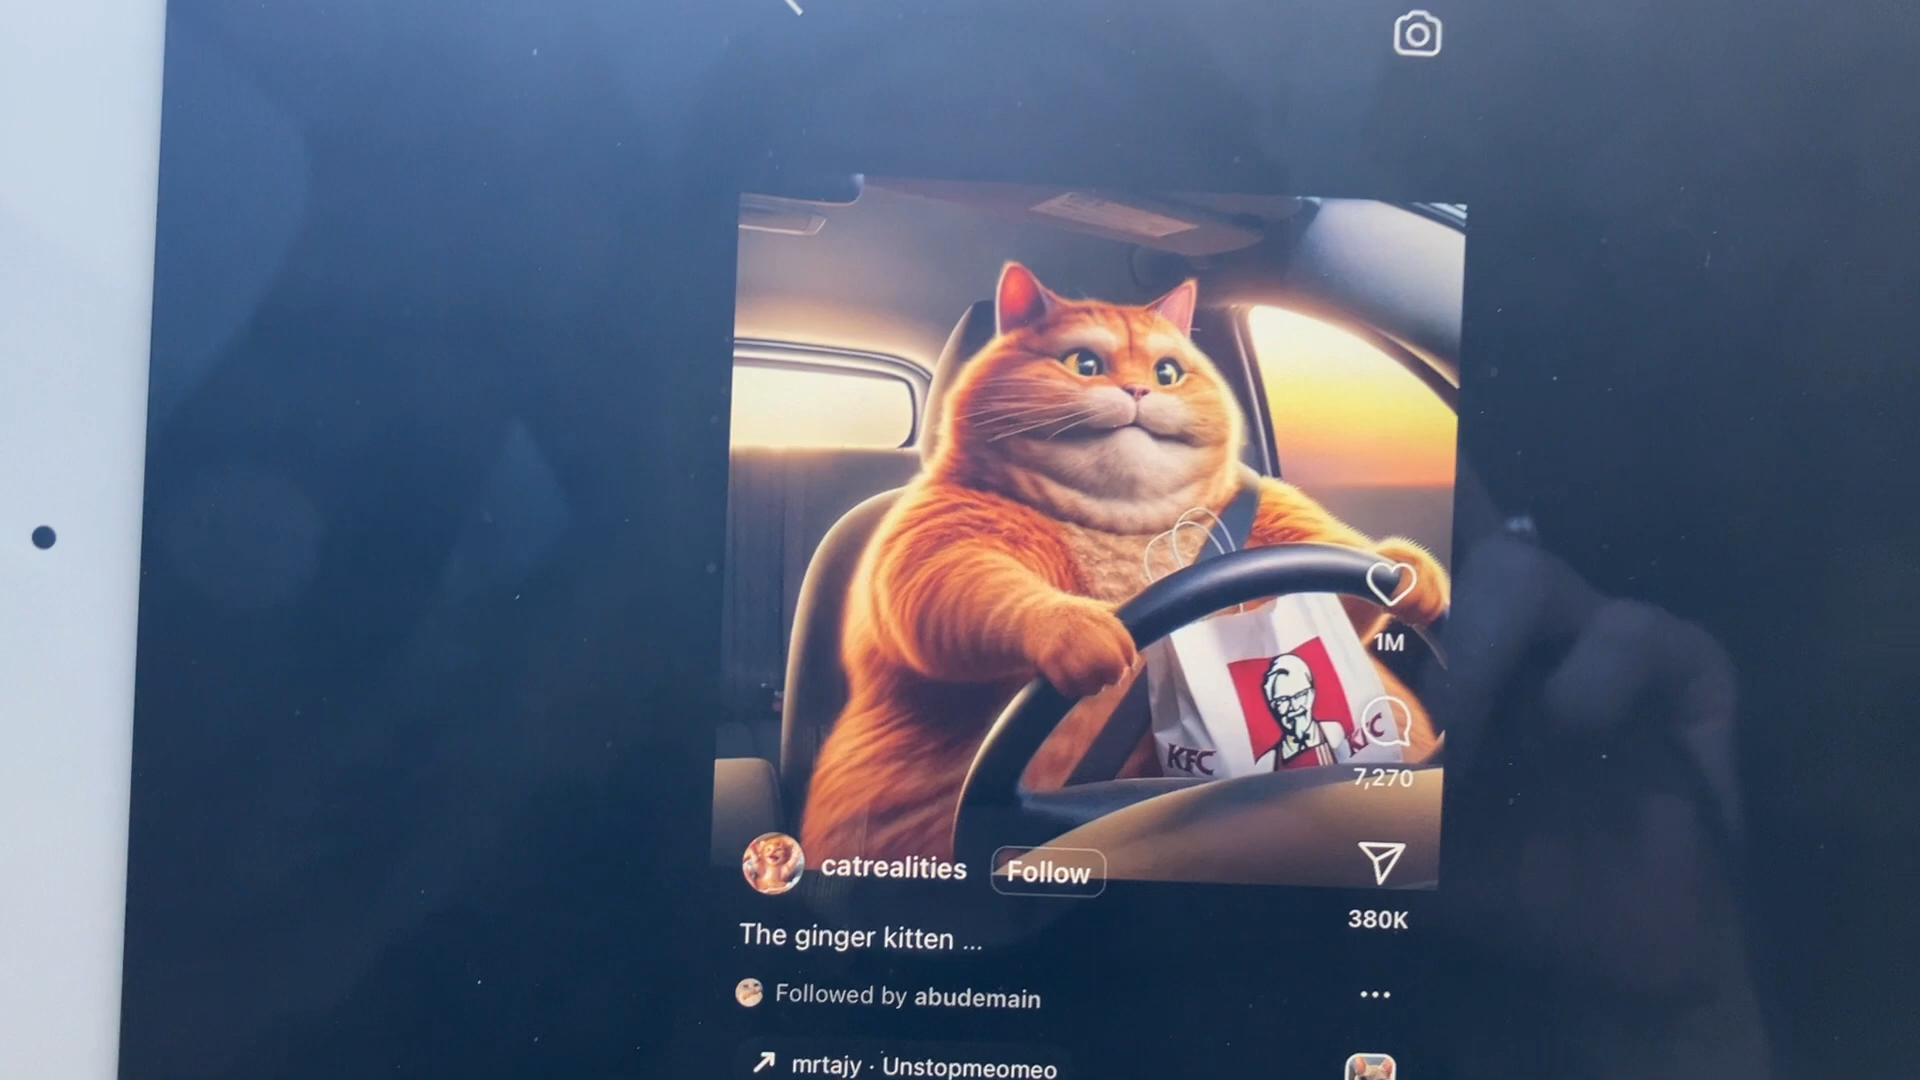 KFC
KFC
1M
7,270
catrealities
Follow
380K
The ginger kitten ...
Followed by abudemain
mrtajy · Unstopmeomeo